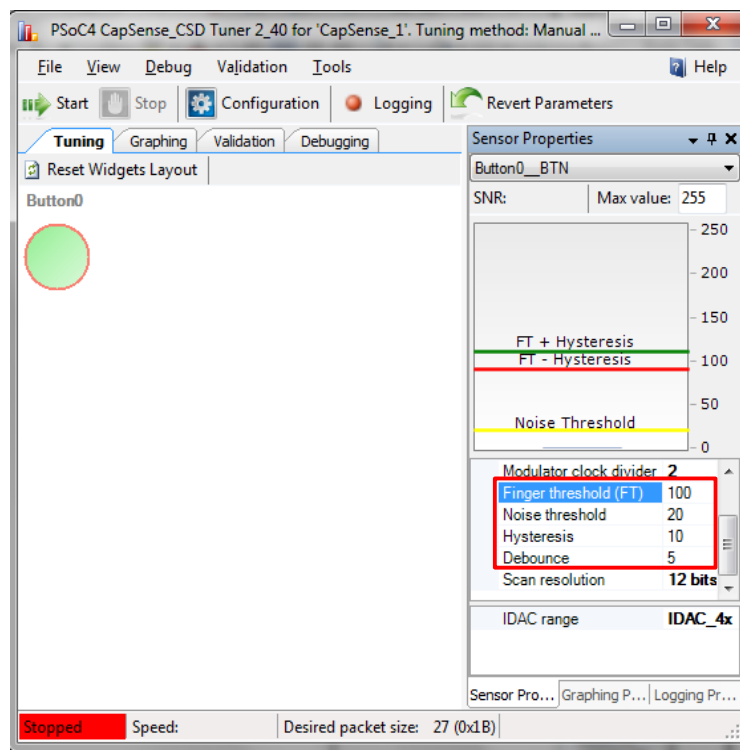 PSoC4 CapSense_CSD Tuner 2_40 for 'CapSense_1'. Tuning method: Manual ...
File View Debug Validation Tools Help
Start Stop Configuration Logging Revert Parameters
Tuning Graphing Validation Debugging
Reset Widgets Layout
Button0
Sensor Properties
Button0__BTN
SNR: Max value: 255
250
200
150
FT + Hysteresis
FT - Hysteresis
100
50
Noise Threshold
0
Modulator clock divider 2
Finger threshold (FT) 100
Noise threshold 20
Hysteresis 10
Debounce 5
Scan resolution 12 bits
IDAC range IDAC_4x
Sensor Pro... Graphing P... Logging Pr...
Stopped Speed: Desired packet size: 27 (0x1B)